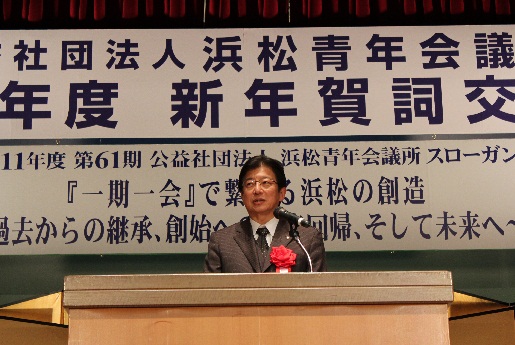 社団法人浜松青年会議
年度 新年賀詞交
11年度 第61期 公益社団法人 浜松青年会議所 スローガン
『一期一会』で繋 る浜松の創造
過去からの継承、創始へ 回帰、そして未来へ~